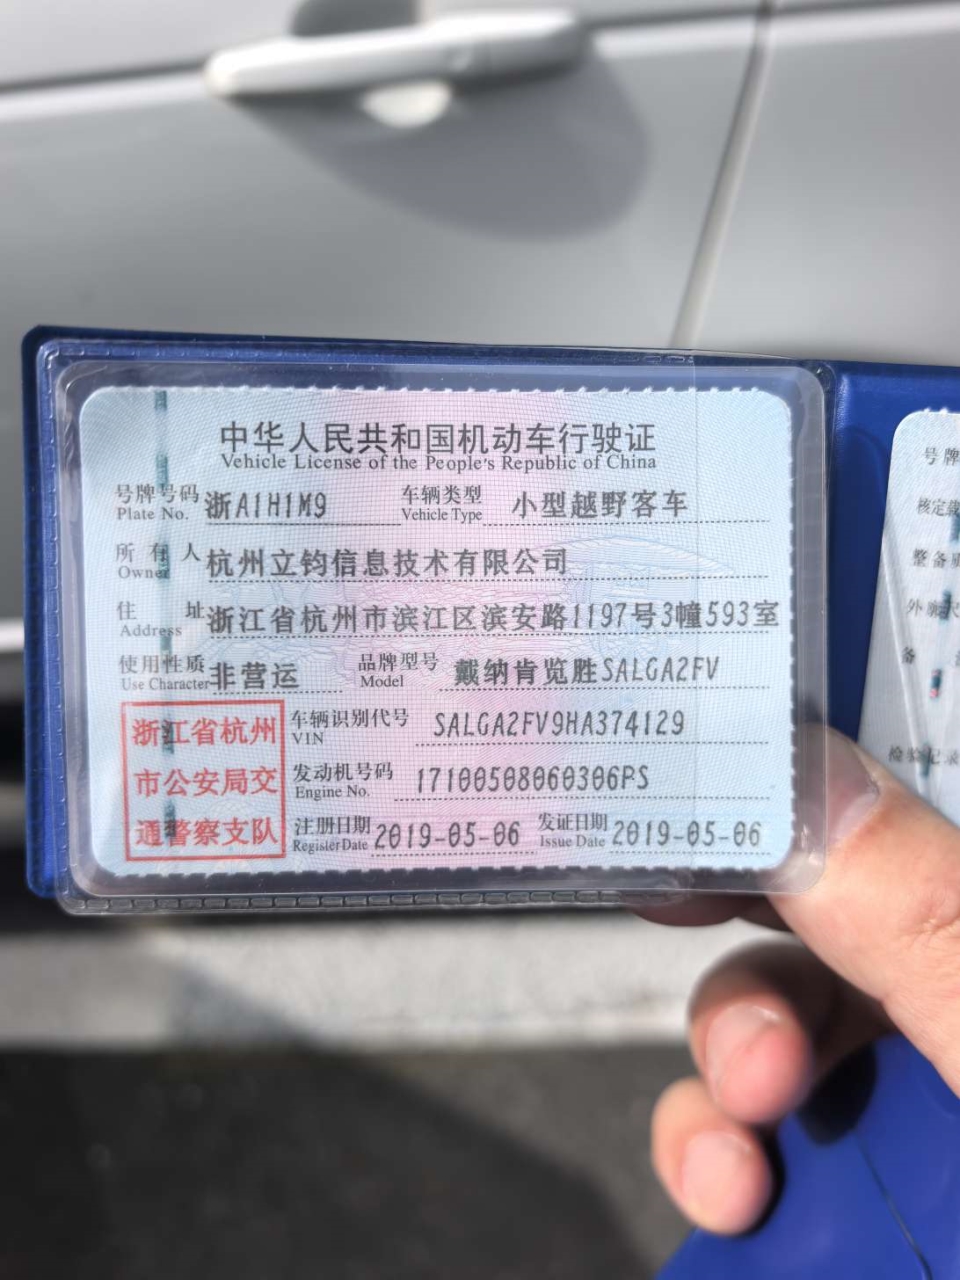 中华人民共和国机动车行驶证
Vehicle License of the People's Republic of China
号牌号码 浙A1H1M9 车辆类型 小型越野客车
Plate No. Vehicle Type
所有人 杭州立钧信息技术有限公司
Owner
住址 浙江省杭州市滨江区滨安路1197号3幢593室
Address
使用性质 非营运 品牌型号 戴纳肯览胜SALGA2FV
Use Character Model
浙江省杭州
市公安局交
通警察支队
车辆识别代号 SALGA2FV9HA374129
VIN
发动机号码 17100508060306PS
Engine No.
注册日期 2019-05-06 发证日期 2019-05-06
Register Date Issue Date
号牌
核定
整备
外廓
备
检验记录